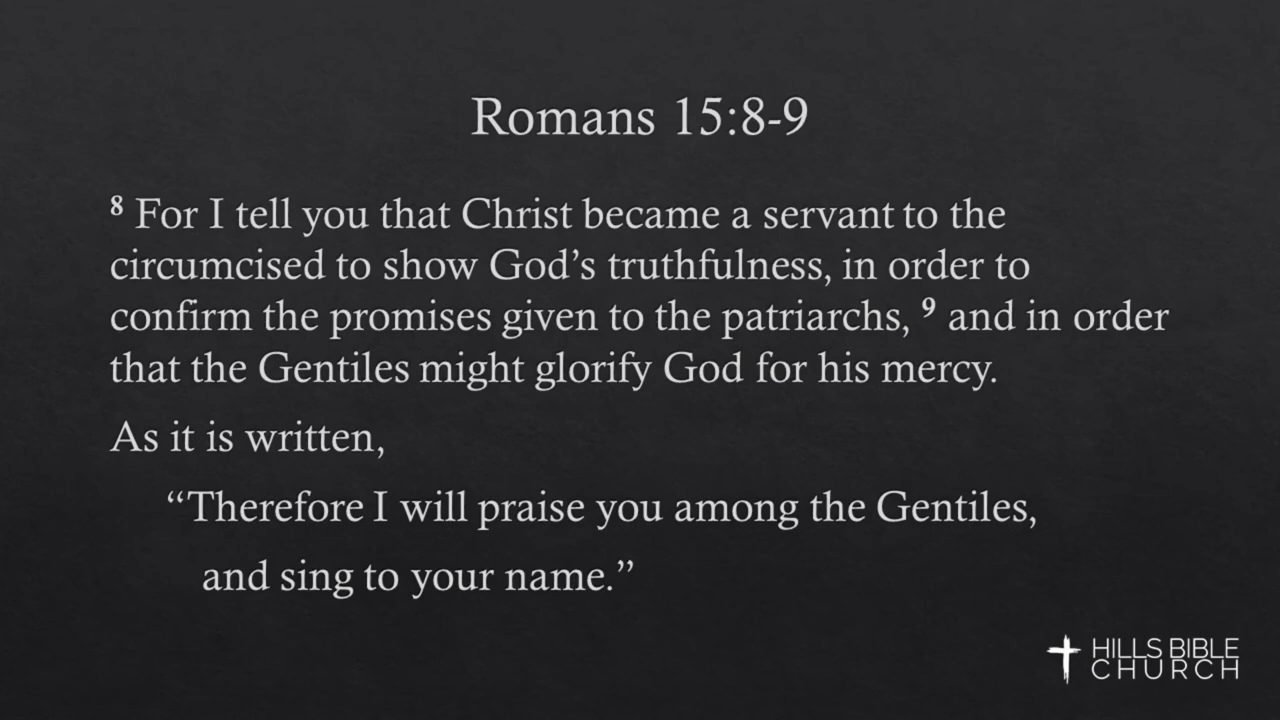 Romans 15:8-9
8 For I tell you that Christ became a servant to the
circumcised to show God’s truthfulness, in order to
confirm the promises given to the patriarchs, 9 and in order
that the Gentiles might glorify God for his mercy.
As it is written,
“Therefore I will praise you among the Gentiles,
and sing to your name.”
HILLS BIBLE
CHURCH